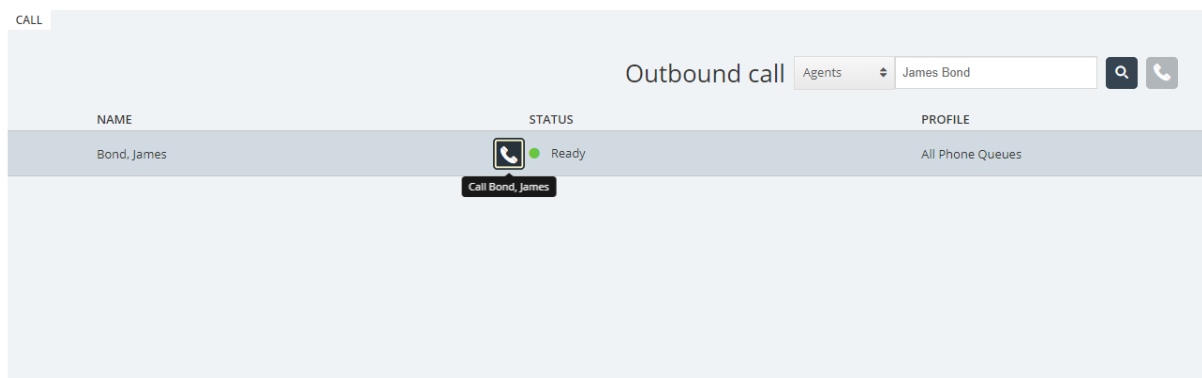 CALL
Outbound call Agents James Bond
NAME STATUS PROFILE
Bond, James Ready All Phone Queues
Call Bond, James